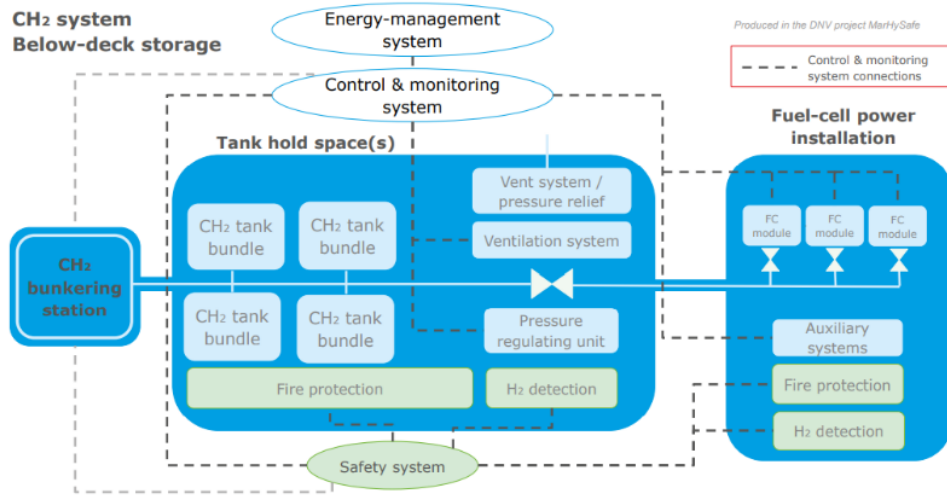 CH₂ system
Below-deck storage
Energy-management
system
Produced in the DNV project MarHySafe
Control & monitoring
system connections
Control & monitoring
system
Tank hold space(s)
Fuel-cell power
installation
Vent system /
pressure relief
CH₂ tank
bundle
CH₂ tank
bundle
Ventilation system
FC
module
FC
module
FC
module
CH₂
bunkering
station
CH₂ tank
bundle
CH₂ tank
bundle
Pressure
regulating unit
Auxiliary
systems
Fire protection
H₂ detection
Fire protection
H₂ detection
Safety system